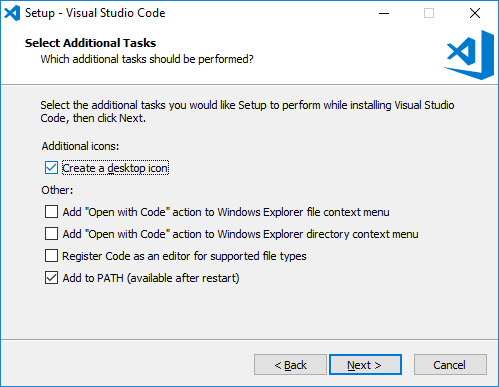 Setup - Visual Studio Code
Select Additional Tasks
Which additional tasks should be performed?
Select the additional tasks you would like Setup to perform while installing Visual Studio
Code, then click Next.
Additional icons:
Create a desktop icon
Other:
Add "Open with Code" action to Windows Explorer file context menu
Add "Open with Code" action to Windows Explorer directory context menu
Register Code as an editor for supported file types
Add to PATH (available after restart)
< Back
Next >
Cancel